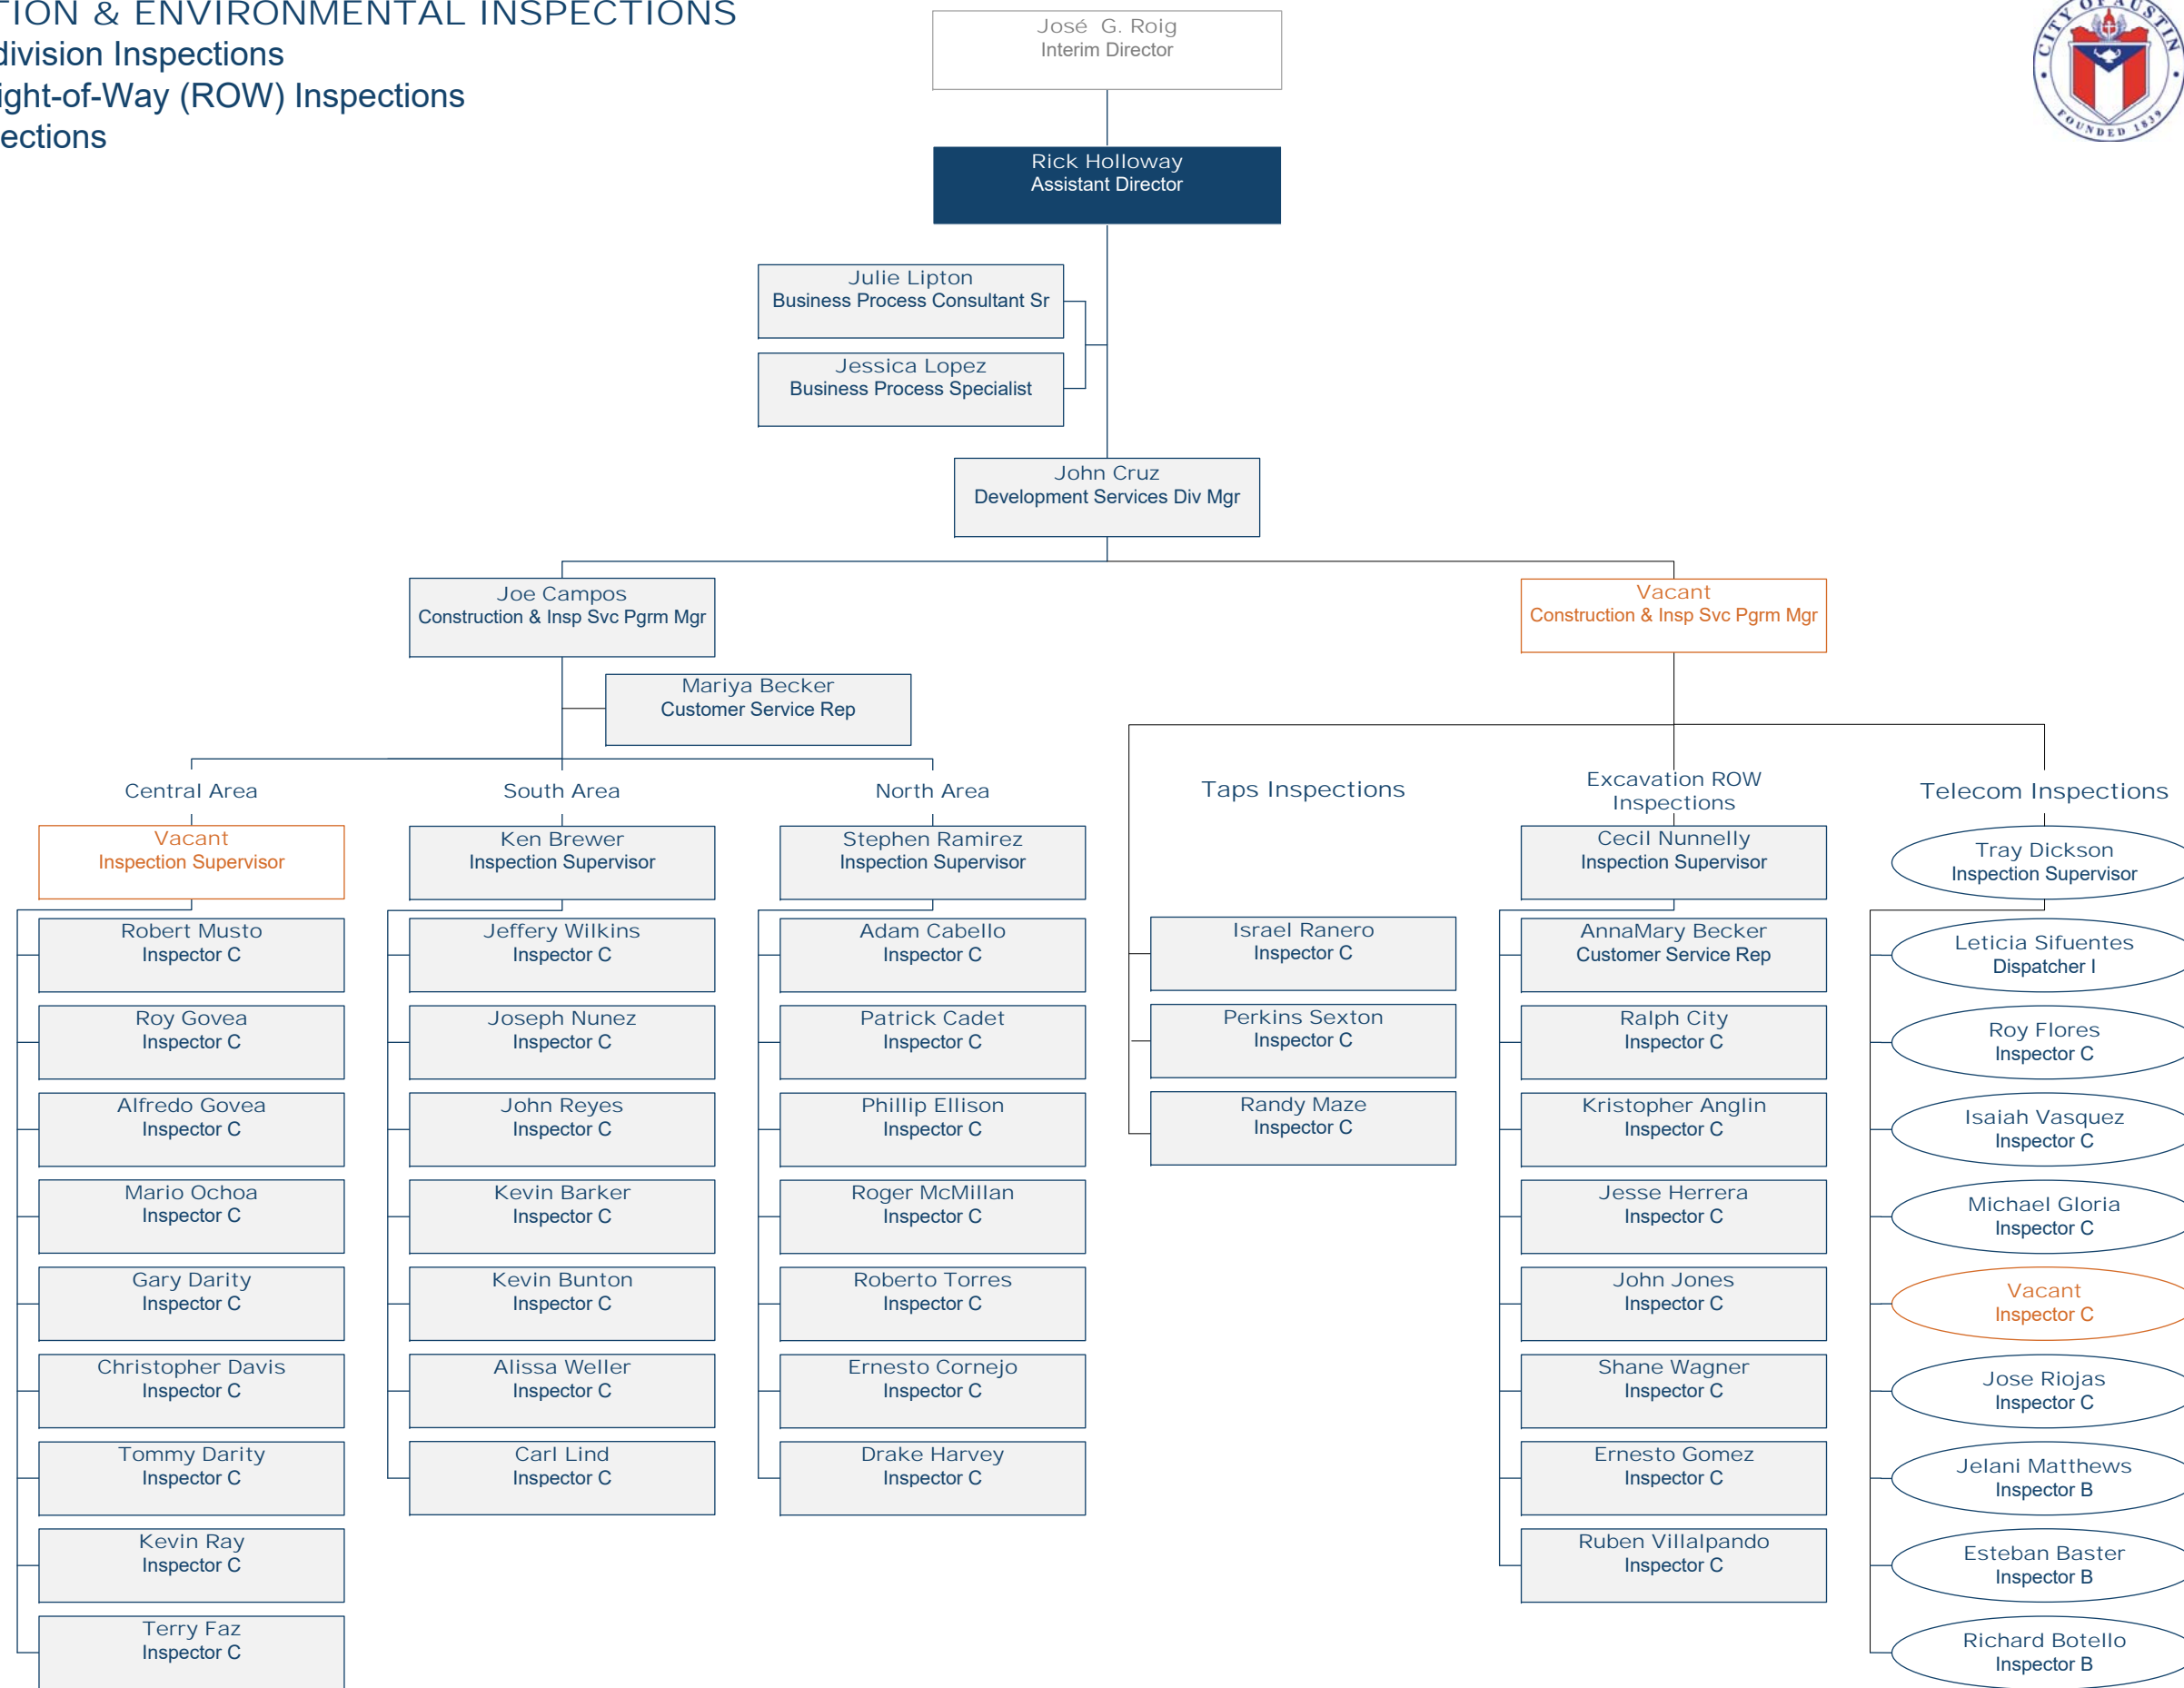 TION & ENVIRONMENTAL INSPECTIONS
division Inspections
ight-of-Way (ROW) Inspections
ections
CITY OF AUSTIN
FOUNDED 1839
José G. Roig
Interim Director
Rick Holloway
Assistant Director
Julie Lipton
Business Process Consultant Sr
Jessica Lopez
Business Process Specialist
John Cruz
Development Services Div Mgr
Joe Campos
Construction & Insp Svc Pgrm Mgr
Vacant
Construction & Insp Svc Pgrm Mgr
Mariya Becker
Customer Service Rep
Central Area
Vacant
Inspection Supervisor
Robert Musto
Inspector C
Roy Govea
Inspector C
Alfredo Govea
Inspector C
Mario Ochoa
Inspector C
Gary Darity
Inspector C
Christopher Davis
Inspector C
Tommy Darity
Inspector C
Kevin Ray
Inspector C
Terry Faz
Inspector C
South Area
Ken Brewer
Inspection Supervisor
Jeffery Wilkins
Inspector C
Joseph Nunez
Inspector C
John Reyes
Inspector C
Kevin Barker
Inspector C
Kevin Bunton
Inspector C
Alissa Weller
Inspector C
Carl Lind
Inspector C
North Area
Stephen Ramirez
Inspection Supervisor
Adam Cabello
Inspector C
Patrick Cadet
Inspector C
Phillip Ellison
Inspector C
Roger McMillan
Inspector C
Roberto Torres
Inspector C
Ernesto Cornejo
Inspector C
Drake Harvey
Inspector C
Taps Inspections
Israel Ranero
Inspector C
Perkins Sexton
Inspector C
Randy Maze
Inspector C
Excavation ROW
Inspections
Cecil Nunnelly
Inspection Supervisor
AnnaMary Becker
Customer Service Rep
Ralph City
Inspector C
Kristopher Anglin
Inspector C
Jesse Herrera
Inspector C
John Jones
Inspector C
Shane Wagner
Inspector C
Ernesto Gomez
Inspector C
Ruben Villalpando
Inspector C
Telecom Inspections
Tray Dickson
Inspection Supervisor
Leticia Sifuentes
Dispatcher I
Roy Flores
Inspector C
Isaiah Vasquez
Inspector C
Michael Gloria
Inspector C
Vacant
Inspector C
Jose Riojas
Inspector C
Jelani Matthews
Inspector B
Esteban Baster
Inspector B
Richard Botello
Inspector B